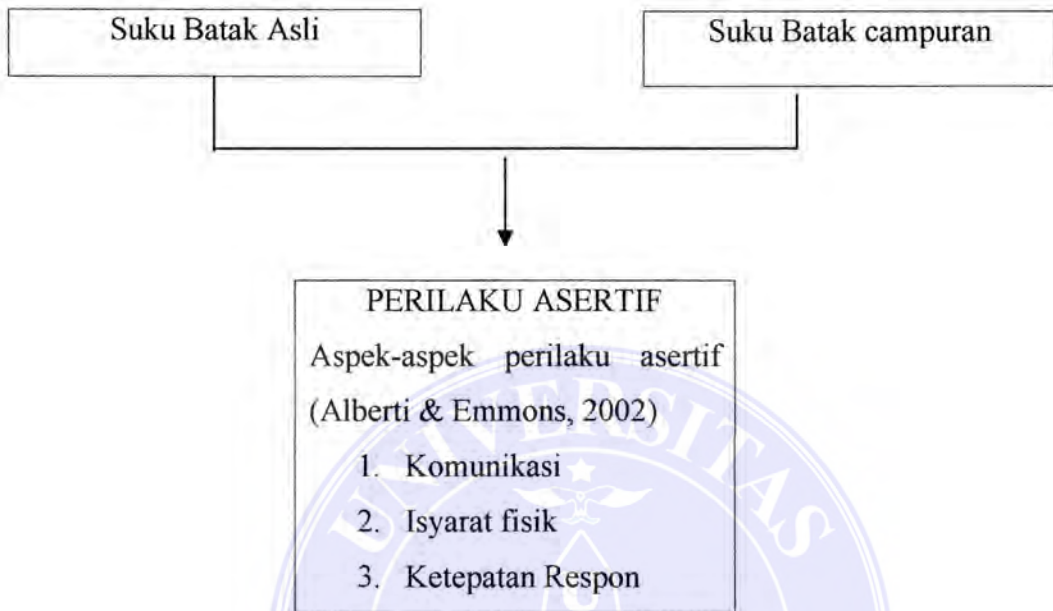 Suku Batak Asli
Suku Batak campuran
PERILAKU ASERTIF
Aspek-aspek perilaku asertif
(Alberti & Emmons, 2002)
1. Komunikasi
2. Isyarat fisik
3. Ketepatan Respon
UNIVERSITAS